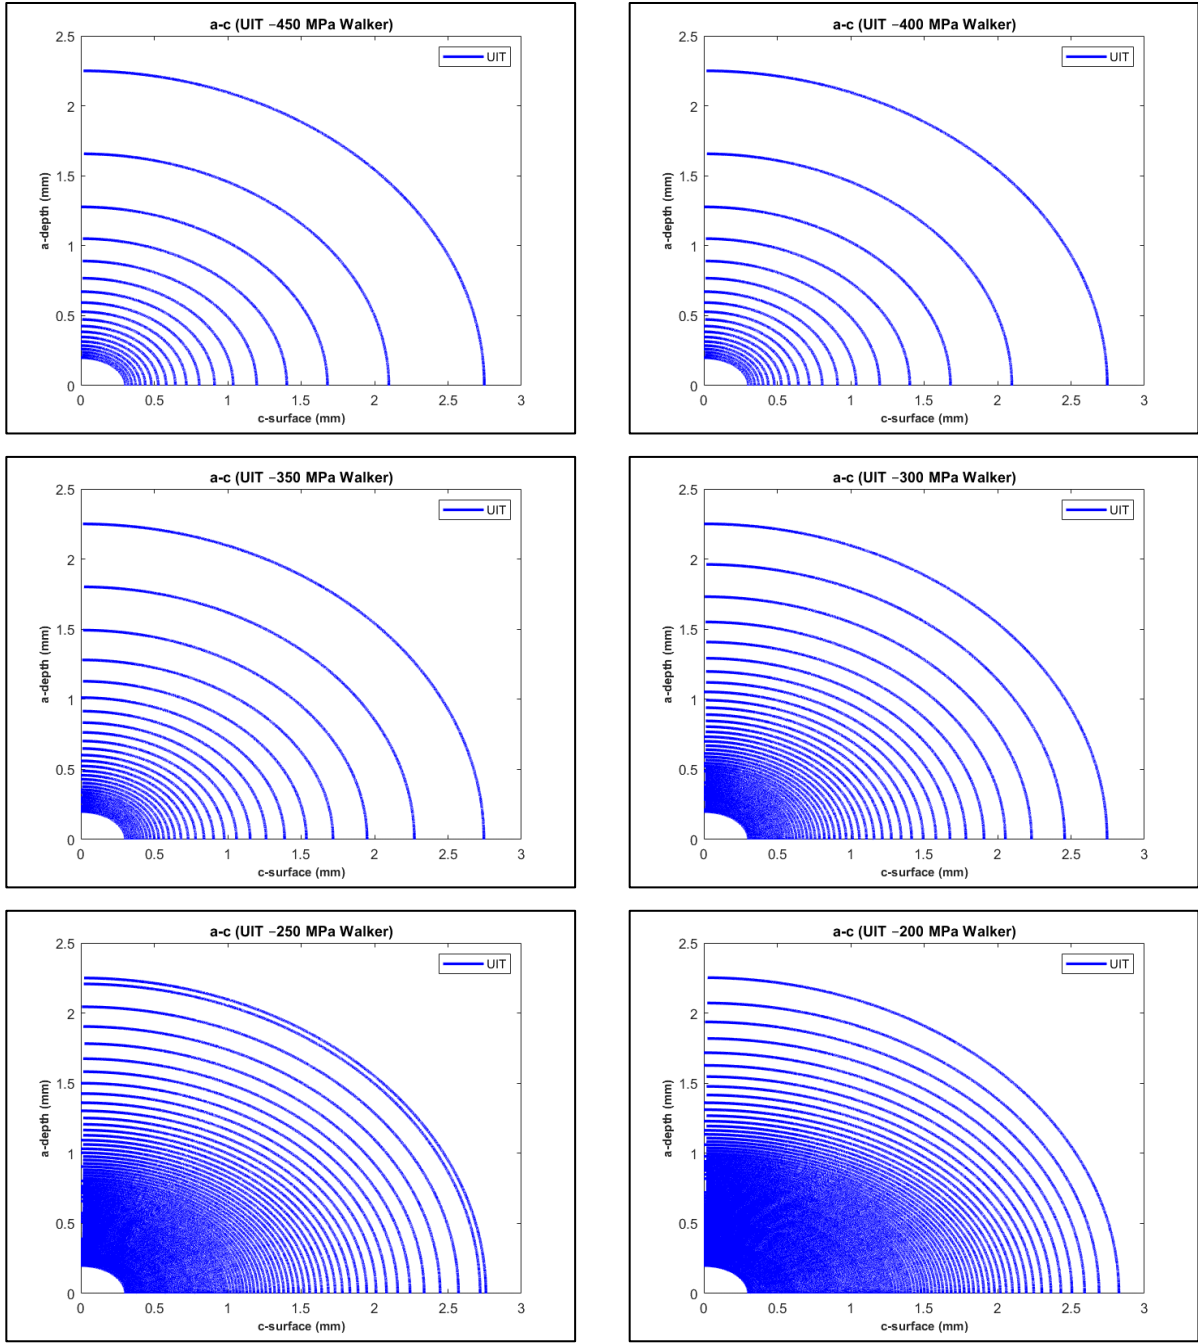 a-c (UIT −450 MPa Walker)
UIT
2.5
2
1.5
1
0.5
0
a-depth (mm)
0 0.5 1 1.5 2 2.5 3
c-surface (mm)
a-c (UIT −400 MPa Walker)
UIT
2.5
2
1.5
1
0.5
0
a-depth (mm)
0 0.5 1 1.5 2 2.5 3
c-surface (mm)
a-c (UIT −350 MPa Walker)
UIT
2.5
2
1.5
1
0.5
0
a-depth (mm)
0 0.5 1 1.5 2 2.5 3
c-surface (mm)
a-c (UIT −300 MPa Walker)
UIT
2.5
2
1.5
1
0.5
0
a-depth (mm)
0 0.5 1 1.5 2 2.5 3
c-surface (mm)
a-c (UIT −250 MPa Walker)
UIT
2.5
2
1.5
1
0.5
0
a-depth (mm)
0 0.5 1 1.5 2 2.5 3
c-surface (mm)
a-c (UIT −200 MPa Walker)
UIT
2.5
2
1.5
1
0.5
0
a-depth (mm)
0 0.5 1 1.5 2 2.5 3
c-surface (mm)